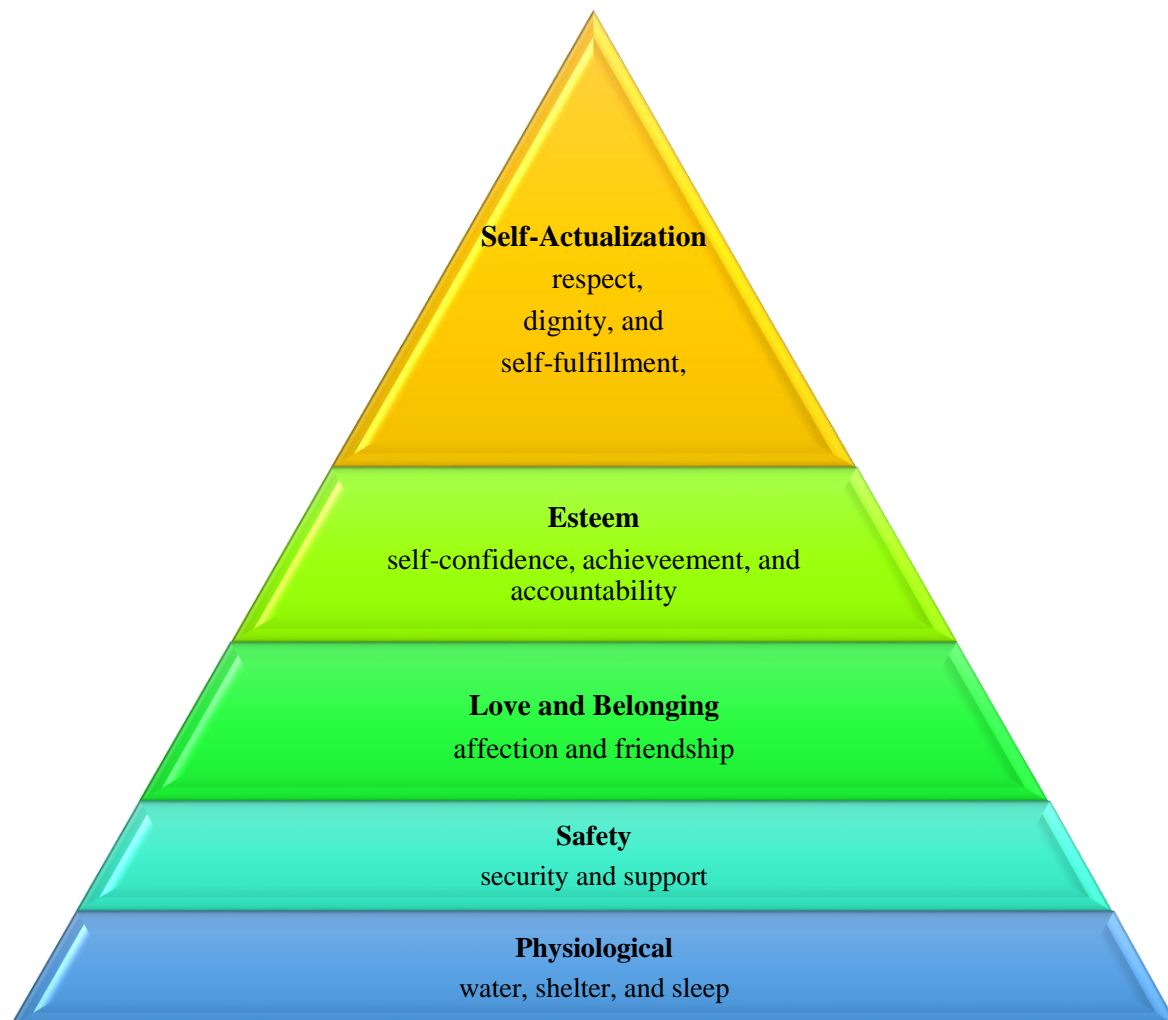 Self-Actualization
respect,
dignity, and
self-fulfillment,
Esteem
self-confidence, achieveement, and
accountability
Love and Belonging
affection and friendship
Safety
security and support
Physiological
water, shelter, and sleep